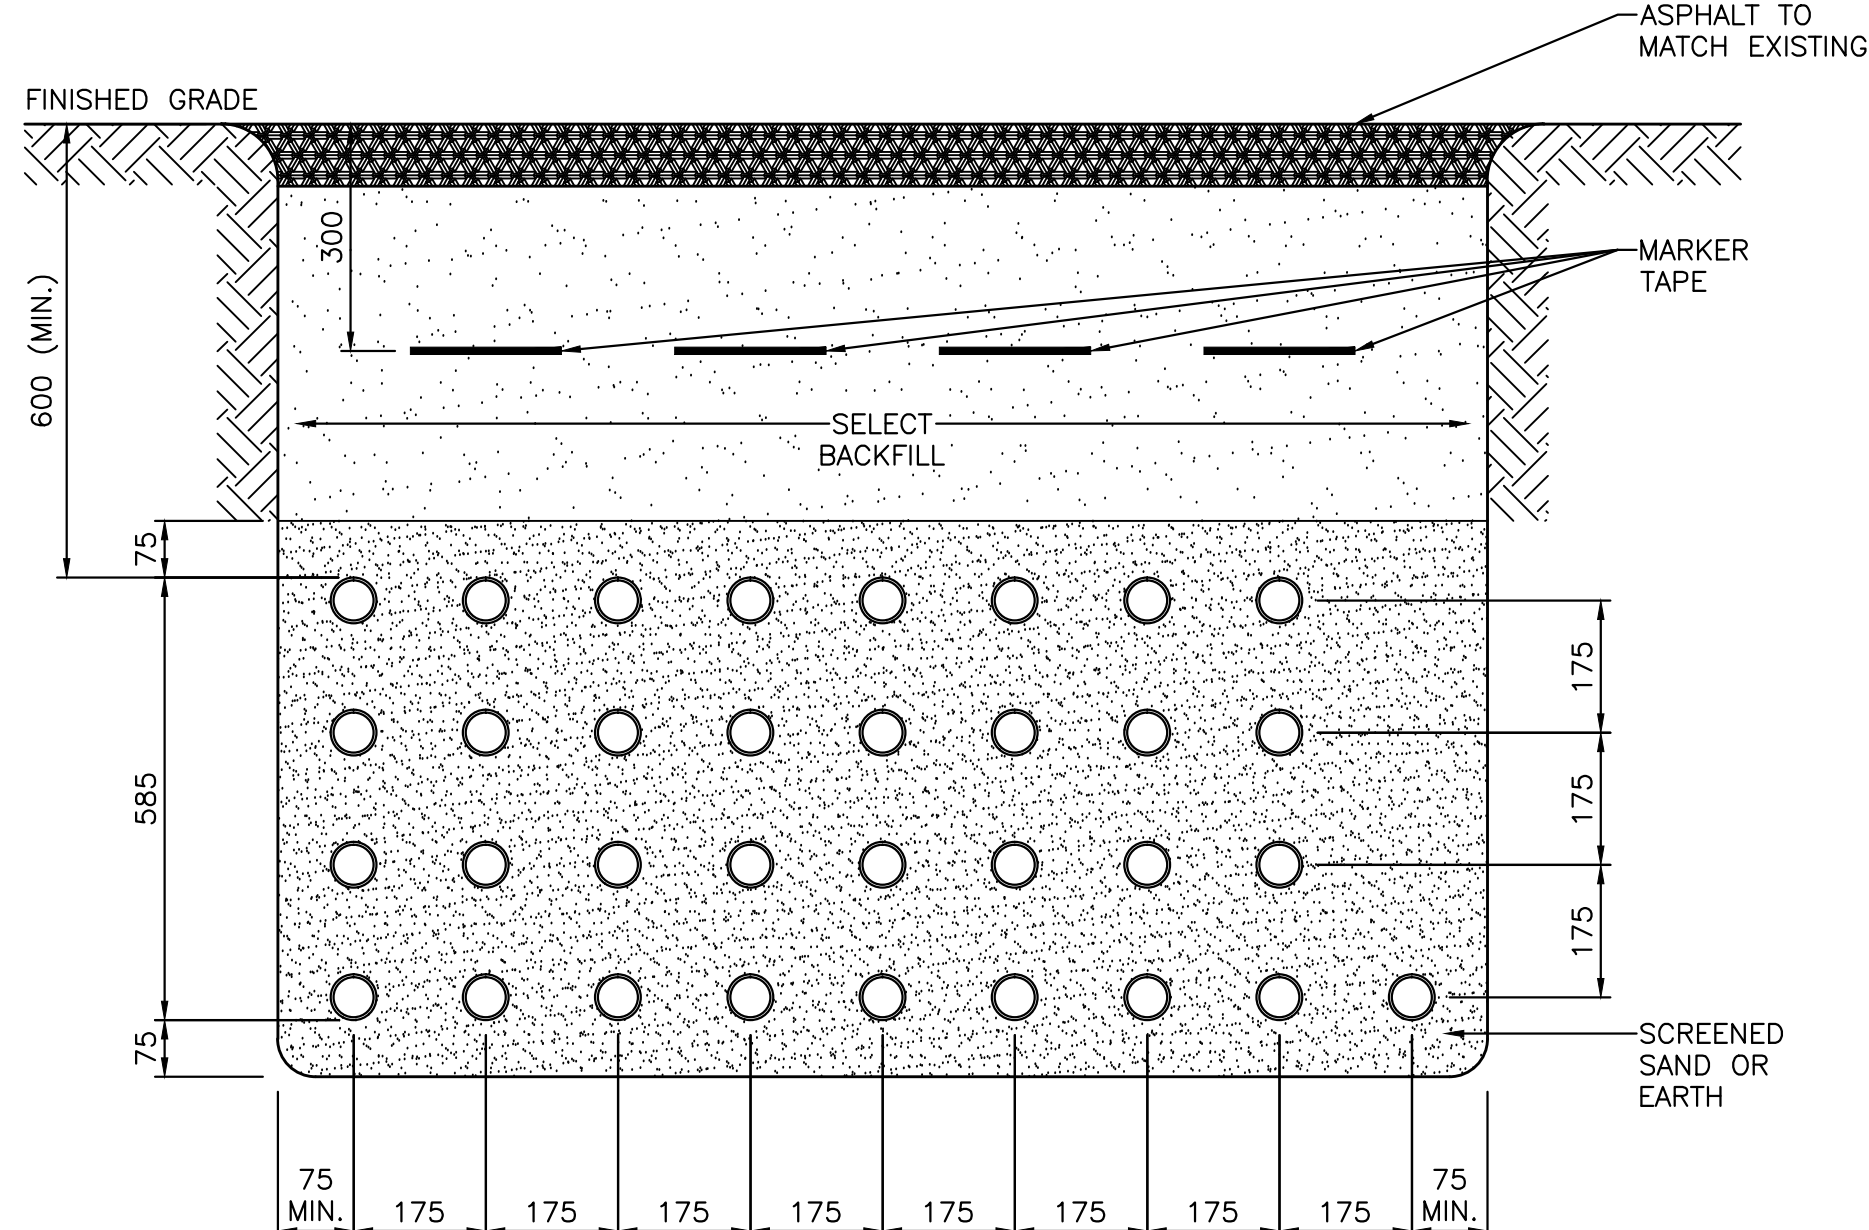 ASPHALT TO
MATCH EXISTING
FINISHED GRADE
300
MARKER
TAPE
600 (MIN.)
SELECT
BACKFILL
75
175
585
175
175
75
SCREENED
SAND OR
EARTH
75
MIN.
175
175
175
175
175
175
175
175
75
MIN.